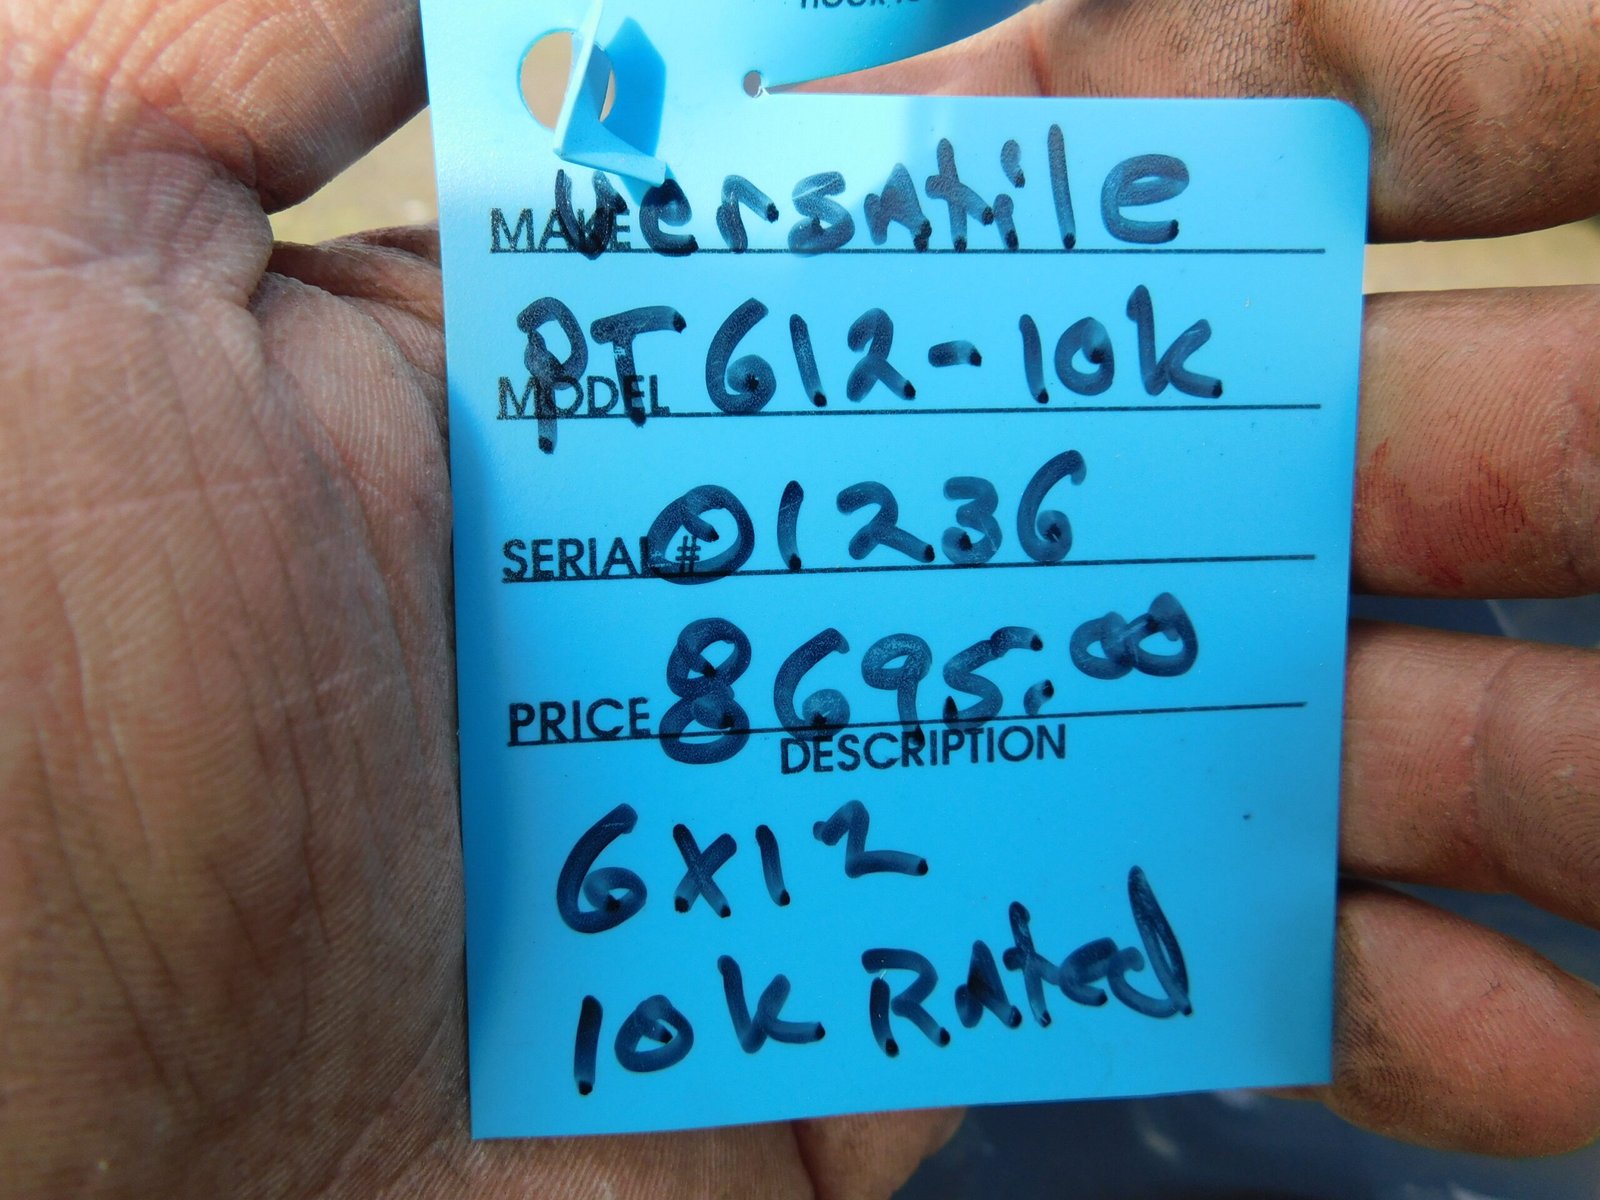 MAKE Versatile
MODEL PT612-10k
SERIAL # 01236
PRICE 8695.00
DESCRIPTION
6x12
10k Rated